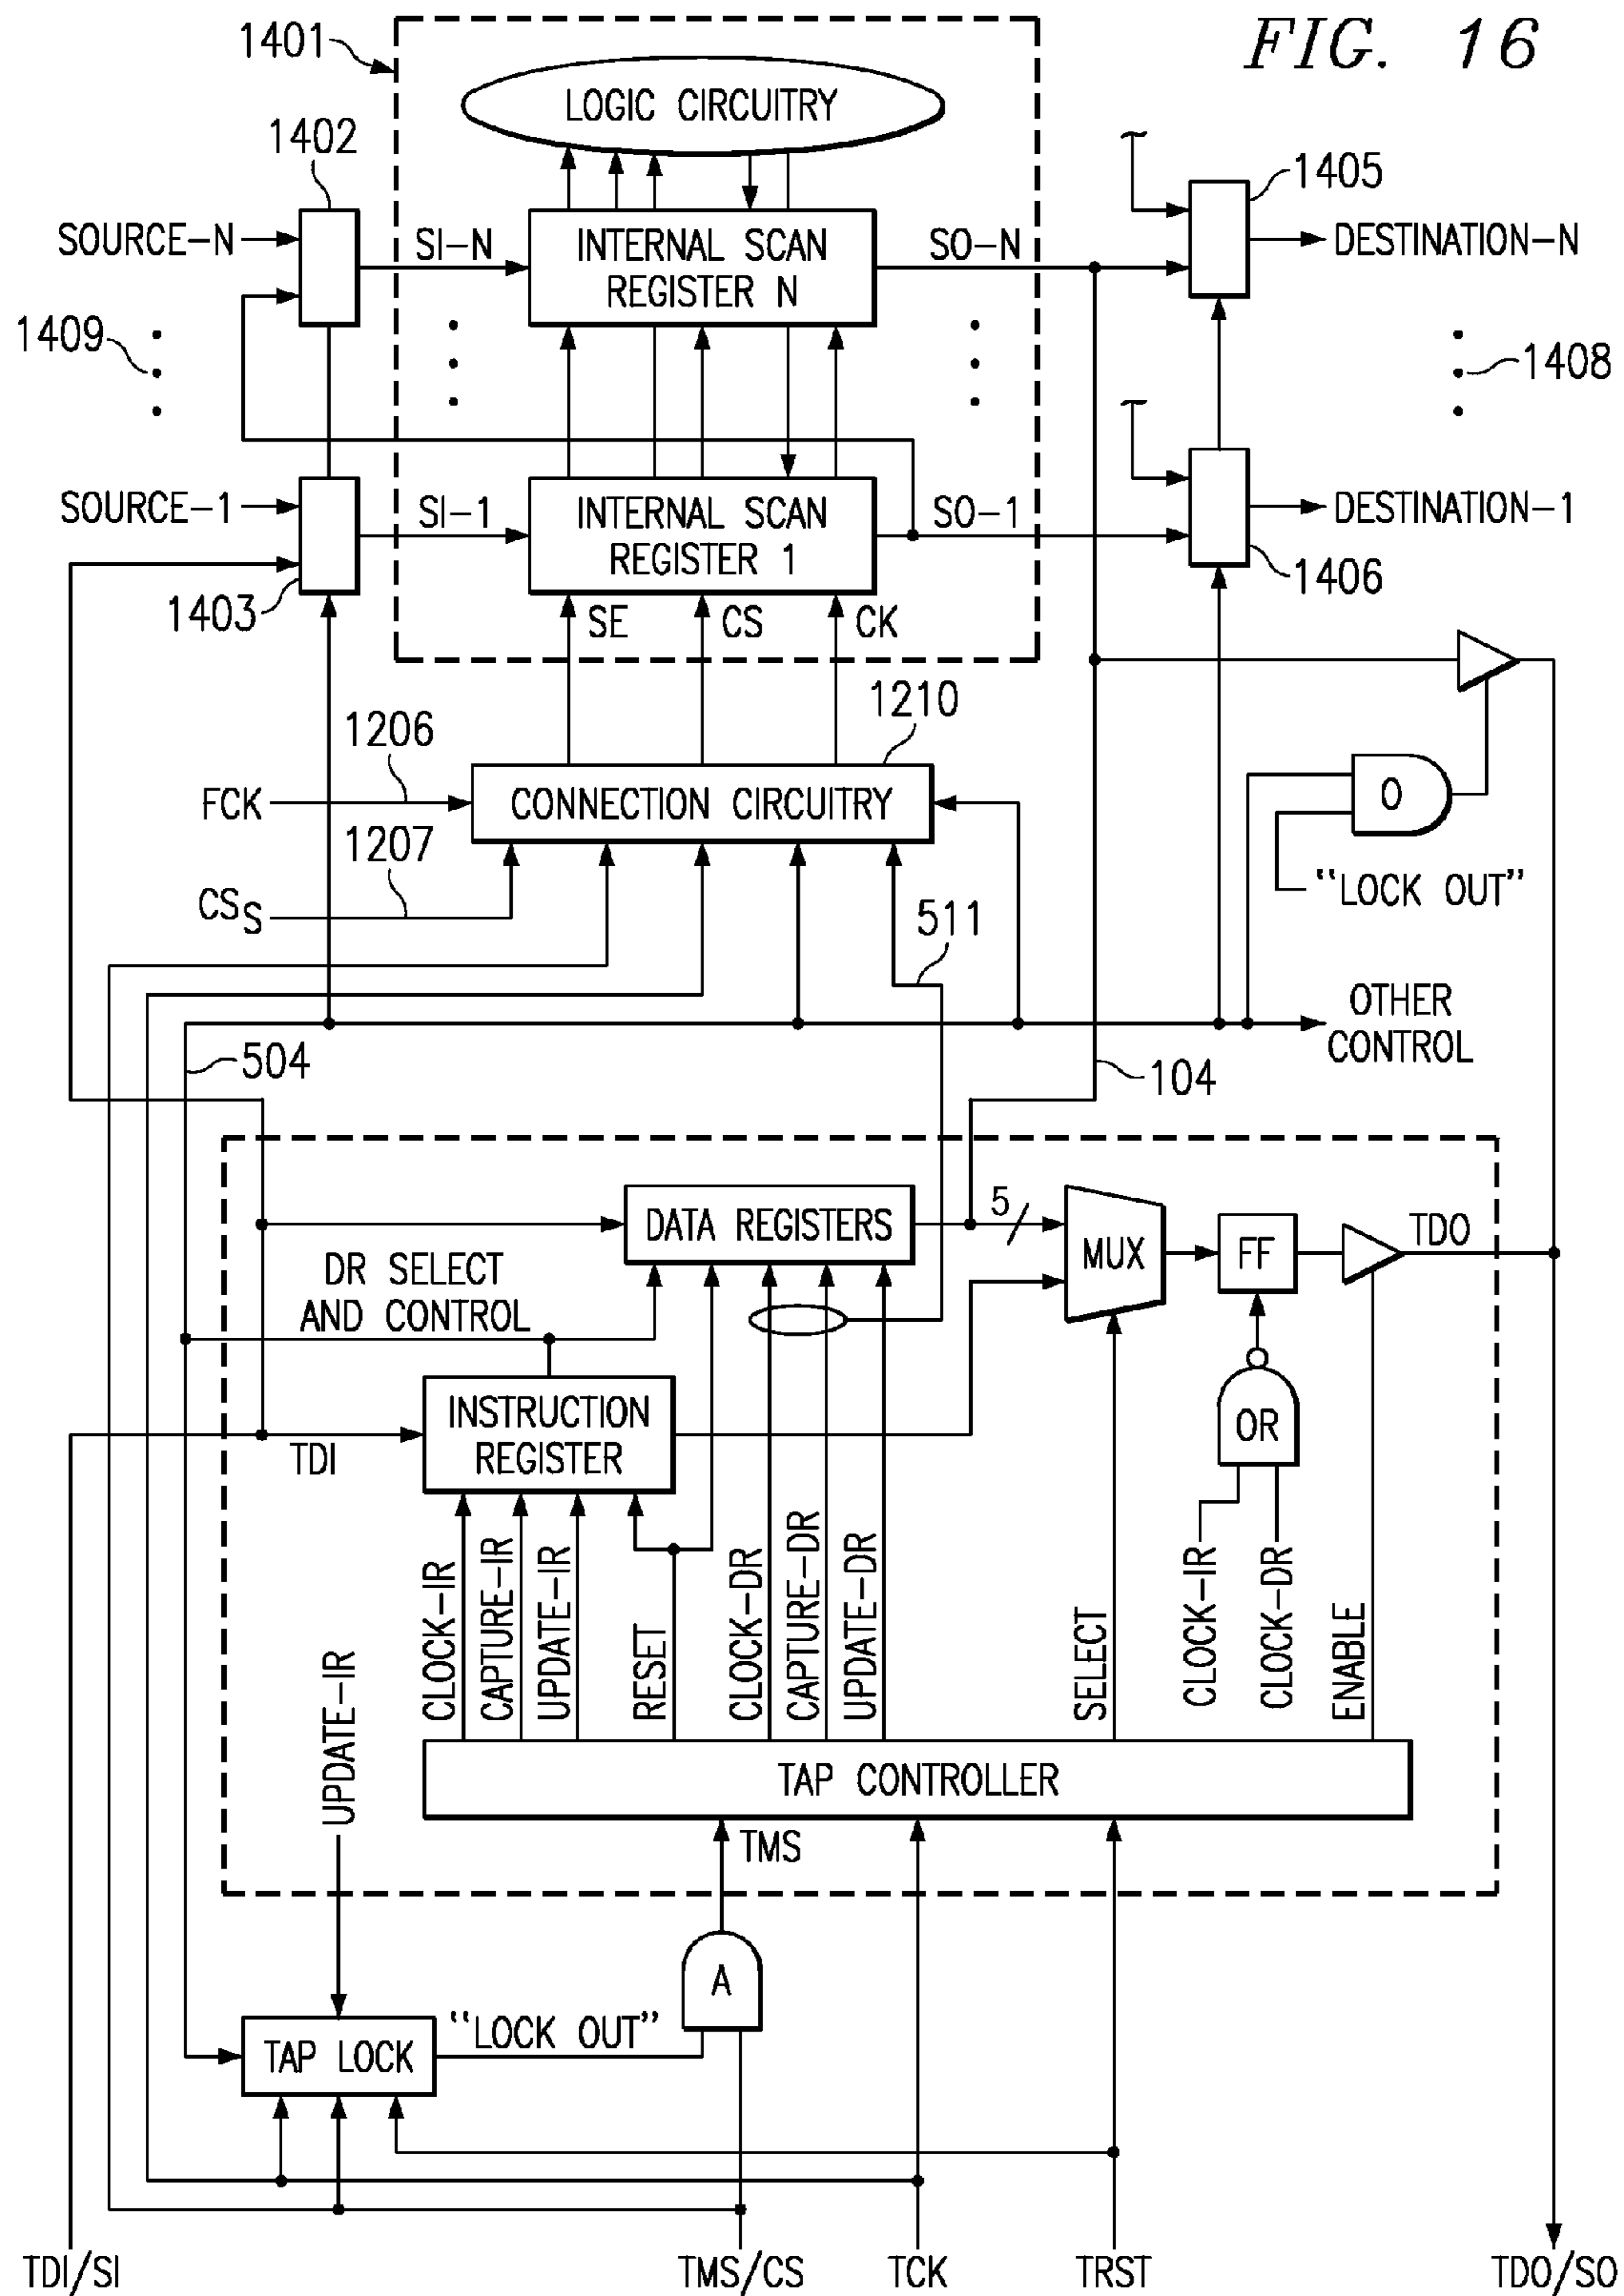 FIG. 16
1401
LOGIC CIRCUITRY
1402
1405
SOURCE-N
SI-N
INTERNAL SCAN
REGISTER N
SO-N
DESTINATION-N
1409
1408
SOURCE-1
SI-1
INTERNAL SCAN
REGISTER 1
SO-1
DESTINATION-1
1403
1406
SE
CS
CK
1210
1206
FCK
CONNECTION CIRCUITRY
O
1207
CSS
"LOCK OUT"
511
OTHER
CONTROL
504
104
DATA REGISTERS
5
MUX
FF
TDO
DR SELECT
AND CONTROL
INSTRUCTION
REGISTER
OR
TDI
CLOCK-IR
CAPTURE-IR
UPDATE-IR
RESET
CLOCK-DR
CAPTURE-DR
UPDATE-DR
SELECT
CLOCK-IR
CLOCK-DR
ENABLE
UPDATE-IR
TAP CONTROLLER
TMS
A
TAP LOCK
"LOCK OUT"
TDI/SI
TMS/CS
TCK
TRST
TDO/SO